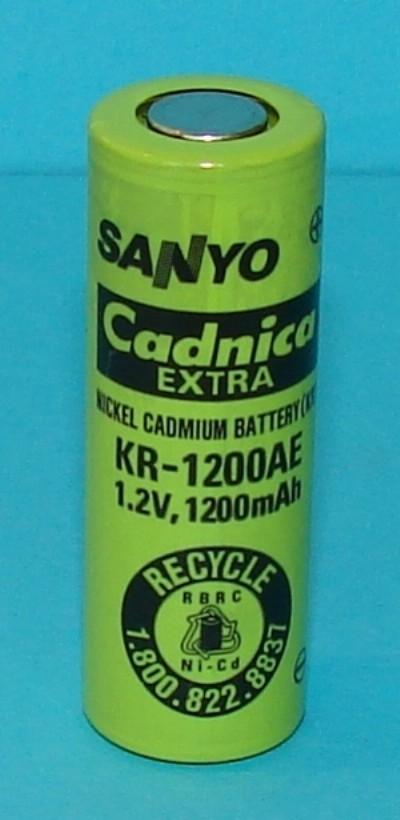 SANYO
Cadnica
EXTRA
NICKEL CADMIUM BATTERY
KR-1200AE
1.2V, 1200mAh
RECYCLE
RBRC
Ni-Cd
1.800.822.8837